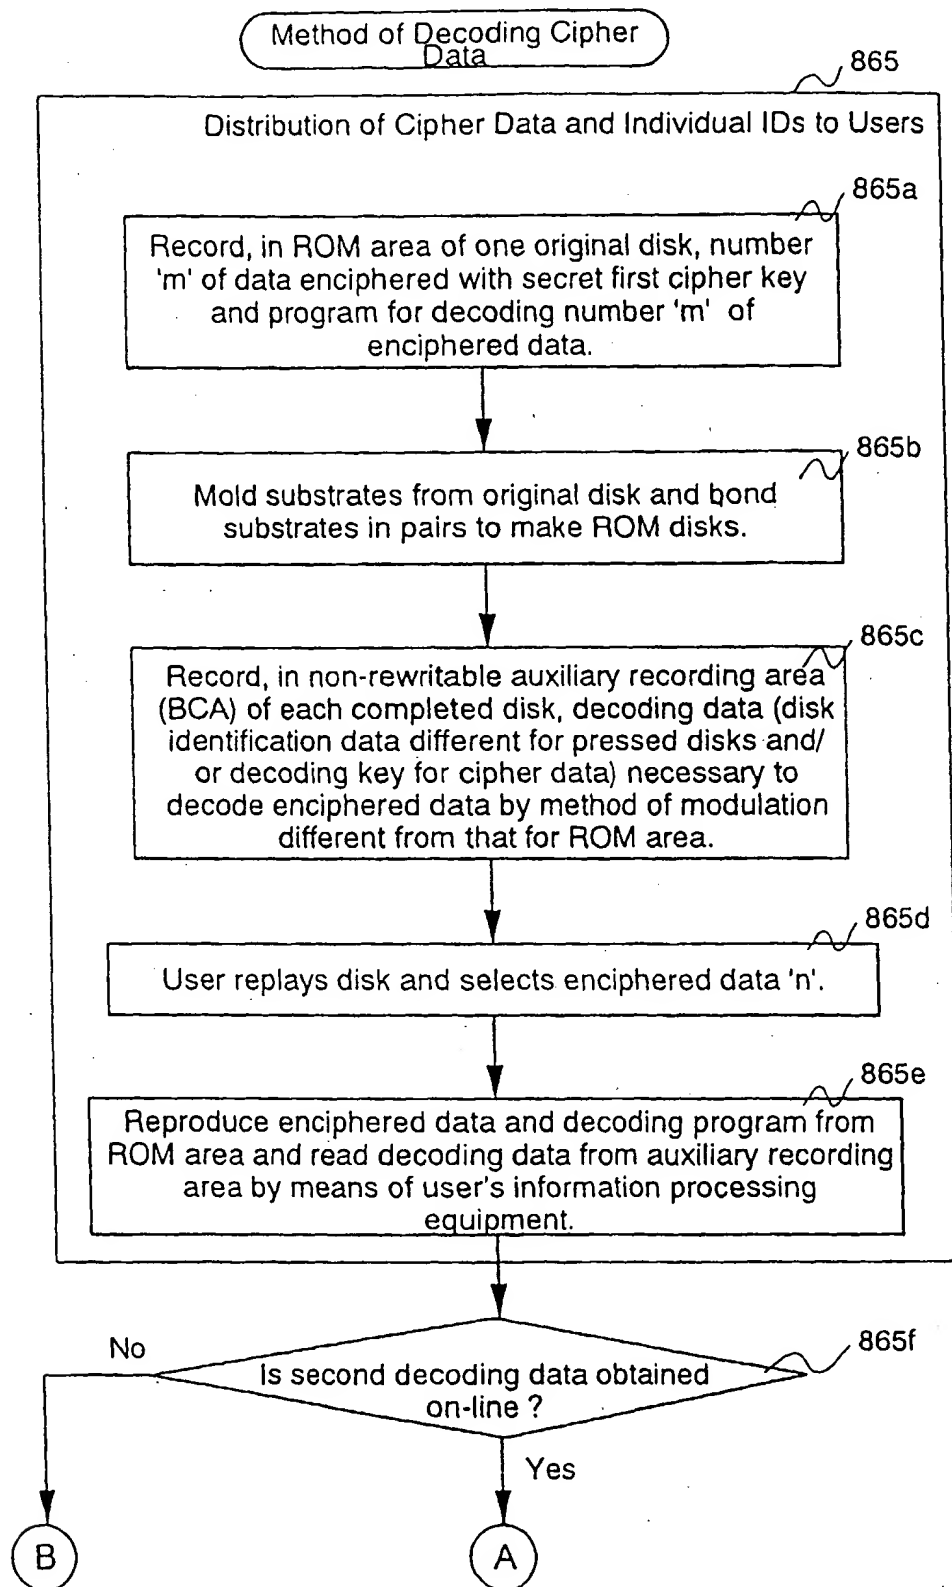 Method of Decoding Cipher
Data
865
Distribution of Cipher Data and Individual IDs to Users
865a
Record, in ROM area of one original disk, number
'm' of data enciphered with secret first cipher key
and program for decoding number 'm' of
enciphered data.
865b
Mold substrates from original disk and bond
substrates in pairs to make ROM disks.
865c
Record, in non-rewritable auxiliary recording area
(BCA) of each completed disk, decoding data (disk
identification data different for pressed disks and/
or decoding key for cipher data) necessary to
decode enciphered data by method of modulation
different from that for ROM area.
865d
User replays disk and selects enciphered data 'n'.
865e
Reproduce enciphered data and decoding program from
ROM area and read decoding data from auxiliary recording
area by means of user's information processing
equipment.
865f
No
Is second decoding data obtained
on-line ?
Yes
B
A